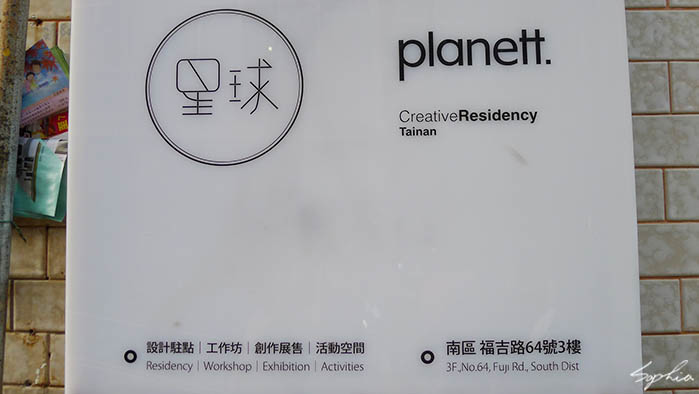 星球
planett.
CreativeResidency
Tainan
設計駐點｜工作坊｜創作展售｜活動空間
Residency｜Workshop｜Exhibition｜Activities
南區 福吉路64號3樓
3F.,No.64, Fuji Rd., South Dist
Sophia